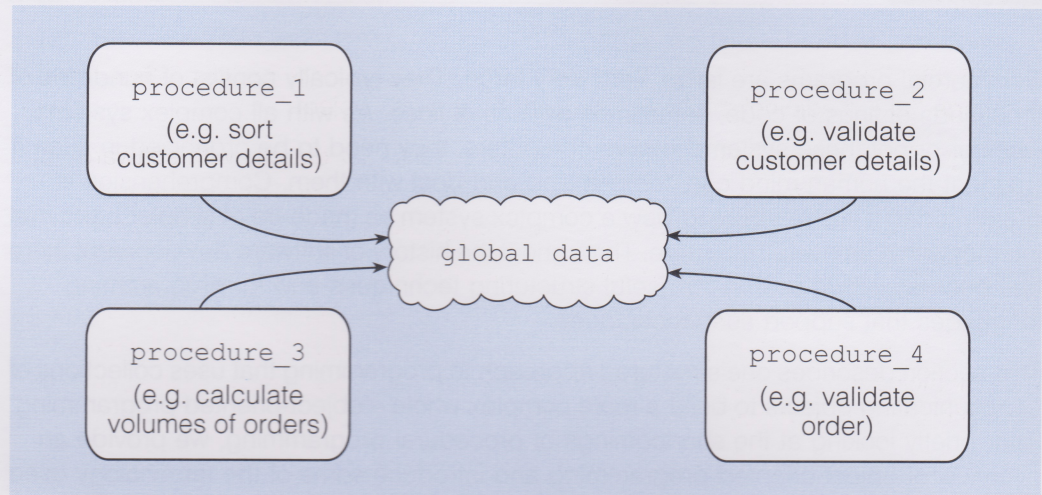 procedure_1
(e.g. sort
customer details)
procedure_2
(e.g. validate
customer details)
global data
procedure_3
(e.g. calculate
volumes of orders)
procedure_4
(e.g. validate
order)